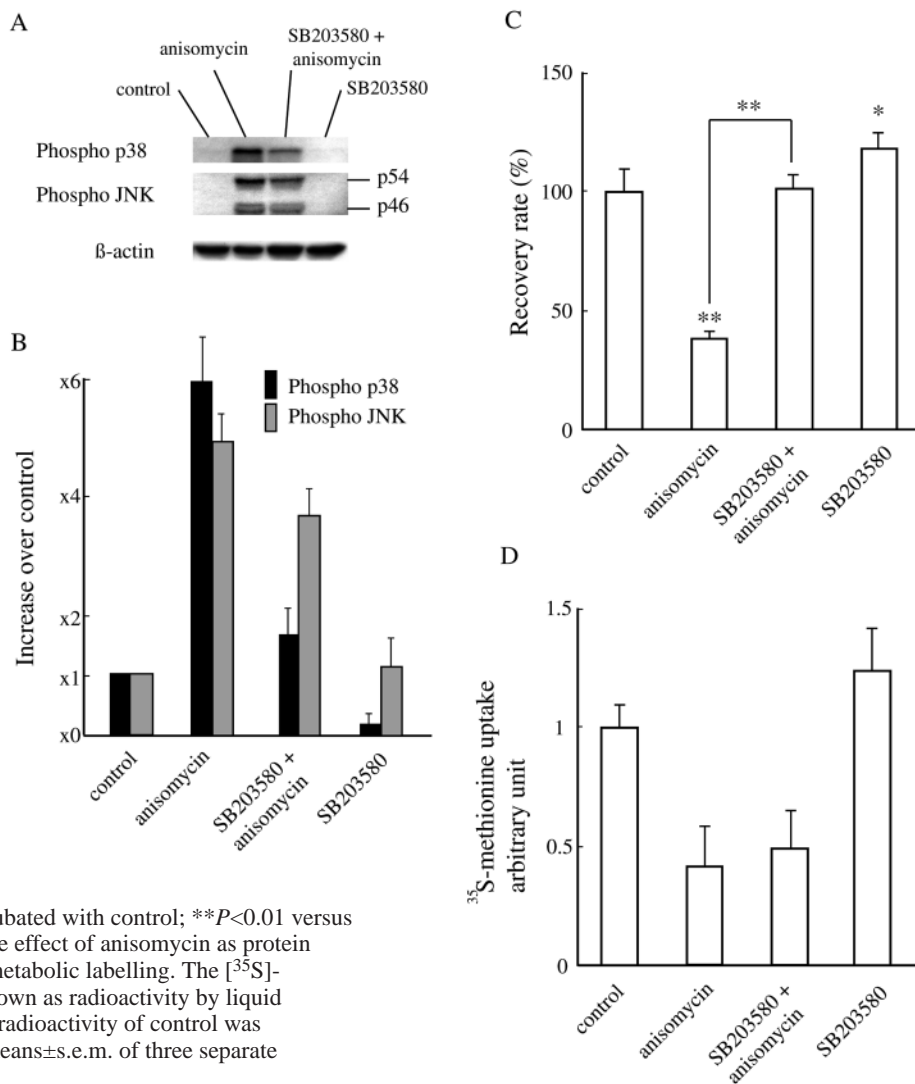 A
anisomycin
SB203580 +
anisomycin
control
SB203580
Phospho p38
Phospho JNK
p54
p46
ß-actin
B
Increase over control
x6
x4
x2
x1
x0
Phospho p38
Phospho JNK
control
anisomycin
SB203580 +
anisomycin
SB203580
C
Recovery rate (%)
150
100
50
0
**
**
*
control
anisomycin
SB203580 +
anisomycin
SB203580
D
35S-methionine uptake
arbitrary unit
1.5
1
0.5
0
control
anisomycin
SB203580 +
anisomycin
SB203580
ubated with control; **P<0.01 versus
e effect of anisomycin as protein
netabolic labelling. The [35S]-
own as radioactivity by liquid
radioactivity of control was
eans±s.e.m. of three separate